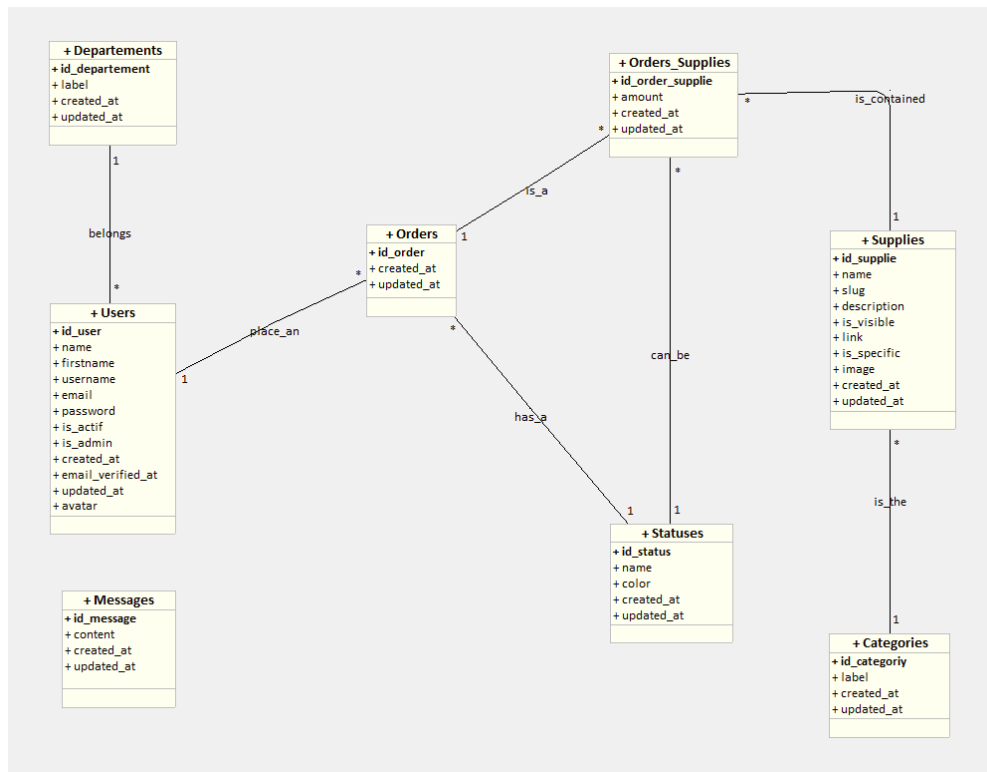 + Departements
+ id_departement
+ label
+ created_at
+ updated_at
1
belongs
*
+ Users
+ id_user
+ name
+ firstname
+ username
+ email
+ password
+ is_actif
+ is_admin
+ created_at
+ email_verified_at
+ updated_at
+ avatar
1
place_an
*
+ Orders
+ id_order
+ created_at
+ updated_at
1
is_a
*
+ Orders_Supplies
+ id_order_supplie
+ amount
+ created_at
+ updated_at
*
is_contained
1
+ Supplies
+ id_supplie
+ name
+ slug
+ description
+ is_visible
+ link
+ is_specific
+ image
+ created_at
+ updated_at
*
can_be
1
*
has_a
1
+ Statuses
+ id_status
+ name
+ color
+ created_at
+ updated_at
*
is_the
1
+ Categories
+ id_categoriy
+ label
+ created_at
+ updated_at
+ Messages
+ id_message
+ content
+ created_at
+ updated_at